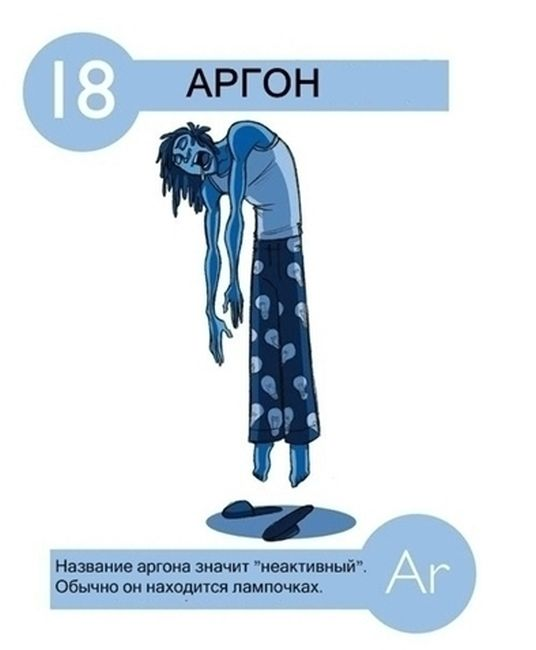 18
АРГОН
Название аргона значит "неактивный".
Обычно он находится лампочках.
Ar